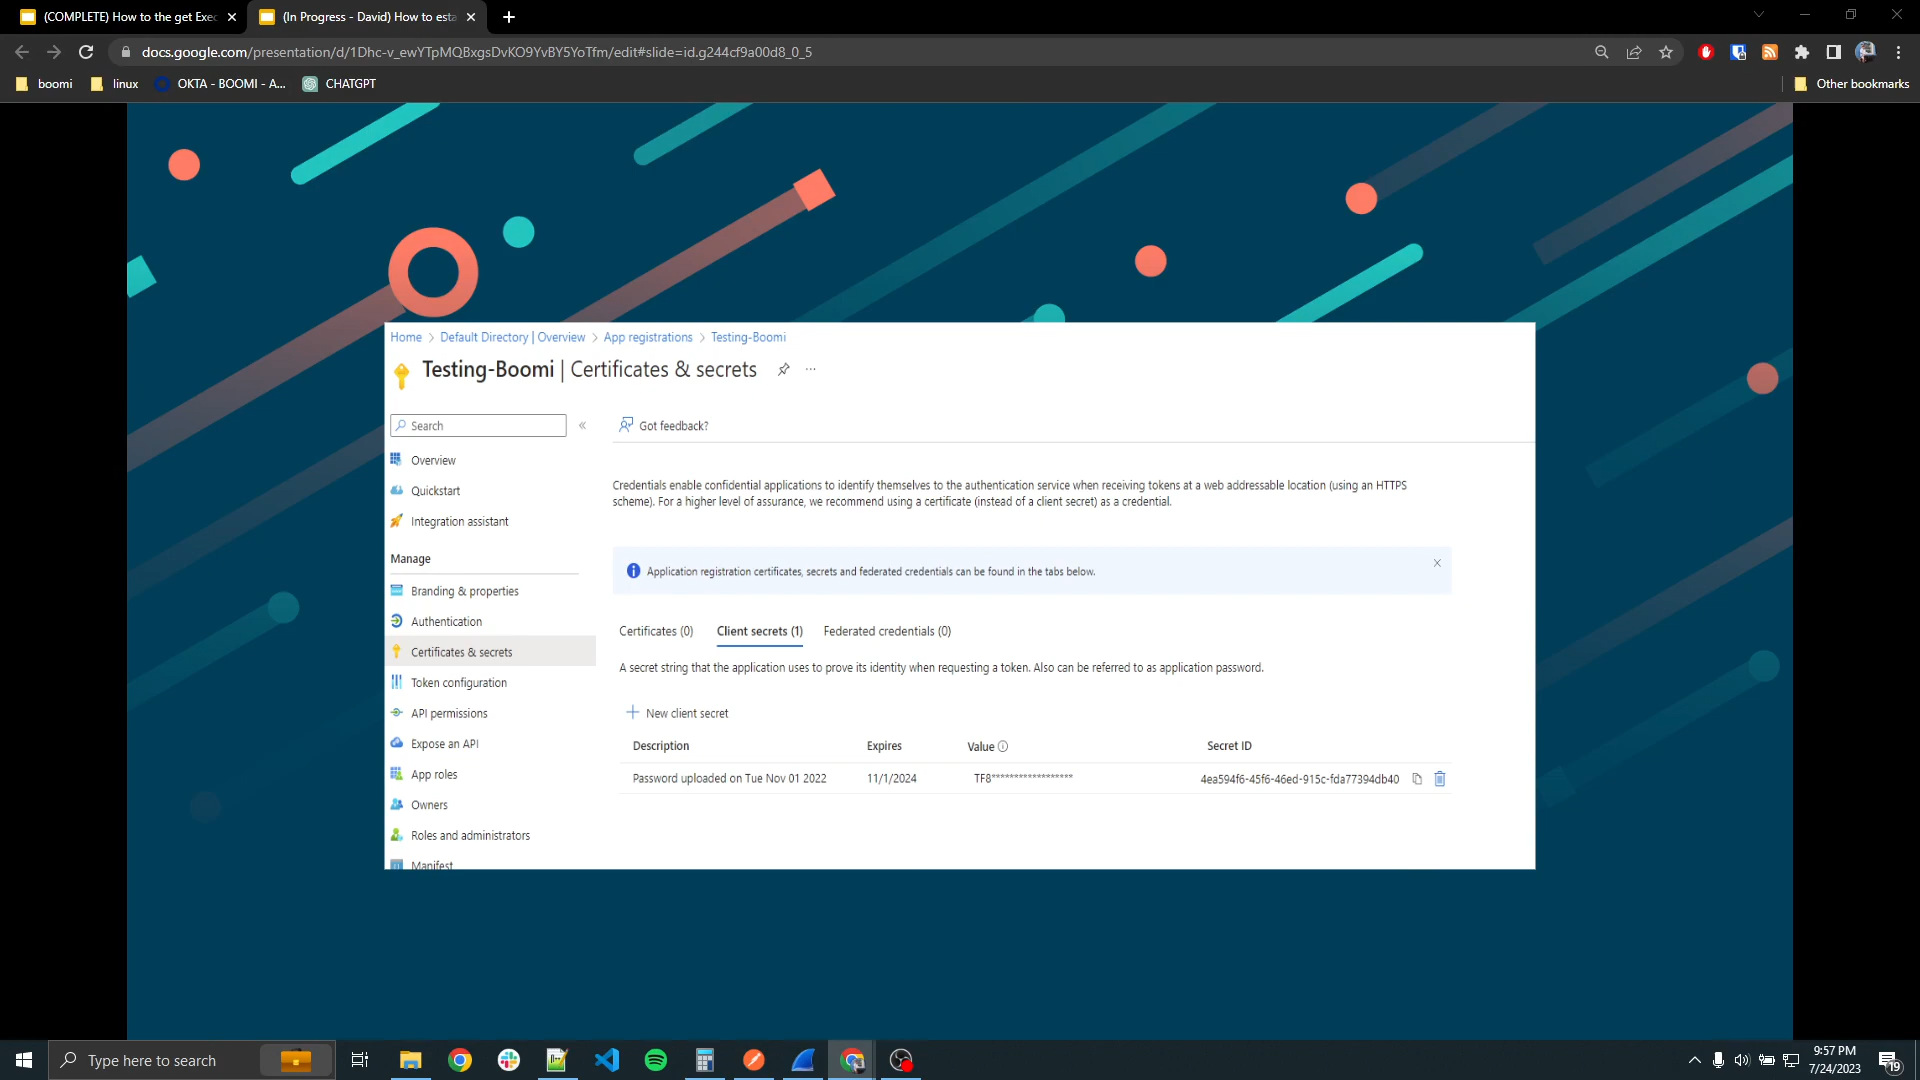 (COMPLETE) How to the get Exec
(In Progress - David) How to esta
docs.google.com/presentation/d/1Dhc-v_ewYTpMQBxgsDvKO9YvBY5YoTfm/edit#slide=id.g244cf9a00d8_0_5
boomi
linux
OKTA - BOOMI - A...
CHATGPT
Other bookmarks
Home > Default Directory | Overview > App registrations > Testing-Boomi
Testing-Boomi | Certificates & secrets
Search
Got feedback?
Overview
Quickstart
Integration assistant
Manage
Branding & properties
Authentication
Certificates & secrets
Token configuration
API permissions
Expose an API
App roles
Owners
Roles and administrators
Manifest
Credentials enable confidential applications to identify themselves to the authentication service when receiving tokens at a web addressable location (using an HTTPS
scheme). For a higher level of assurance, we recommend using a certificate (instead of a client secret) as a credential.
Application registration certificates, secrets and federated credentials can be found in the tabs below.
Certificates (0) Client secrets (1) Federated credentials (0)
A secret string that the application uses to prove its identity when requesting a token. Also can be referred to as application password.
New client secret
Description Expires Value Secret ID
Password uploaded on Tue Nov 01 2022 11/1/2024 TF8****************** 4ea594f6-45f6-46ed-915c-fda77394db40
Type here to search
9:57 PM
7/24/2023
19